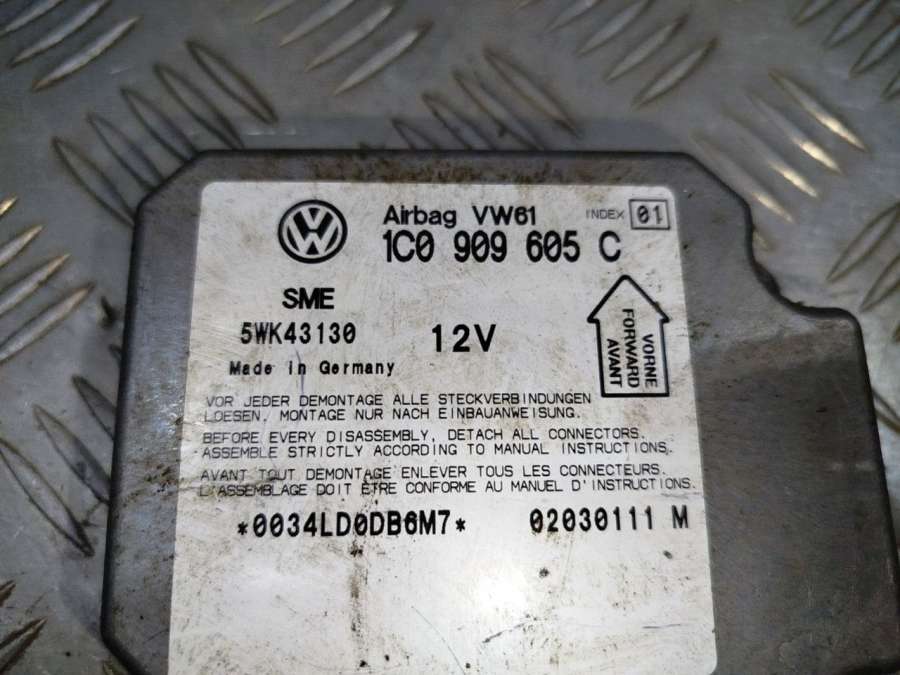 Airbag VW61 INDEX 01
1C0 909 605 C
SME
5WK43130 12V
Made in Germany
VORNE
FORWARD
AVANT
VOR JEDER DEMONTAGE ALLE STECKVERBINDUNGEN
LOESEN. MONTAGE NUR NACH EINBAUANWEISUNG.
BEFORE EVERY DISASSEMBLY, DETACH ALL CONNECTORS.
ASSEMBLE STRICTLY ACCORDING TO MANUAL INSTRUCTIONS.
AVANT TOUT DEMONTAGE ENLÉVER TOUS LES CONNECTEURS.
L'ASSEMBLAGE DOIT ÊTRE CONFORME AU MANUEL D'INSTRUCTIONS.
*0034LD0DB6M7* 02030111 M